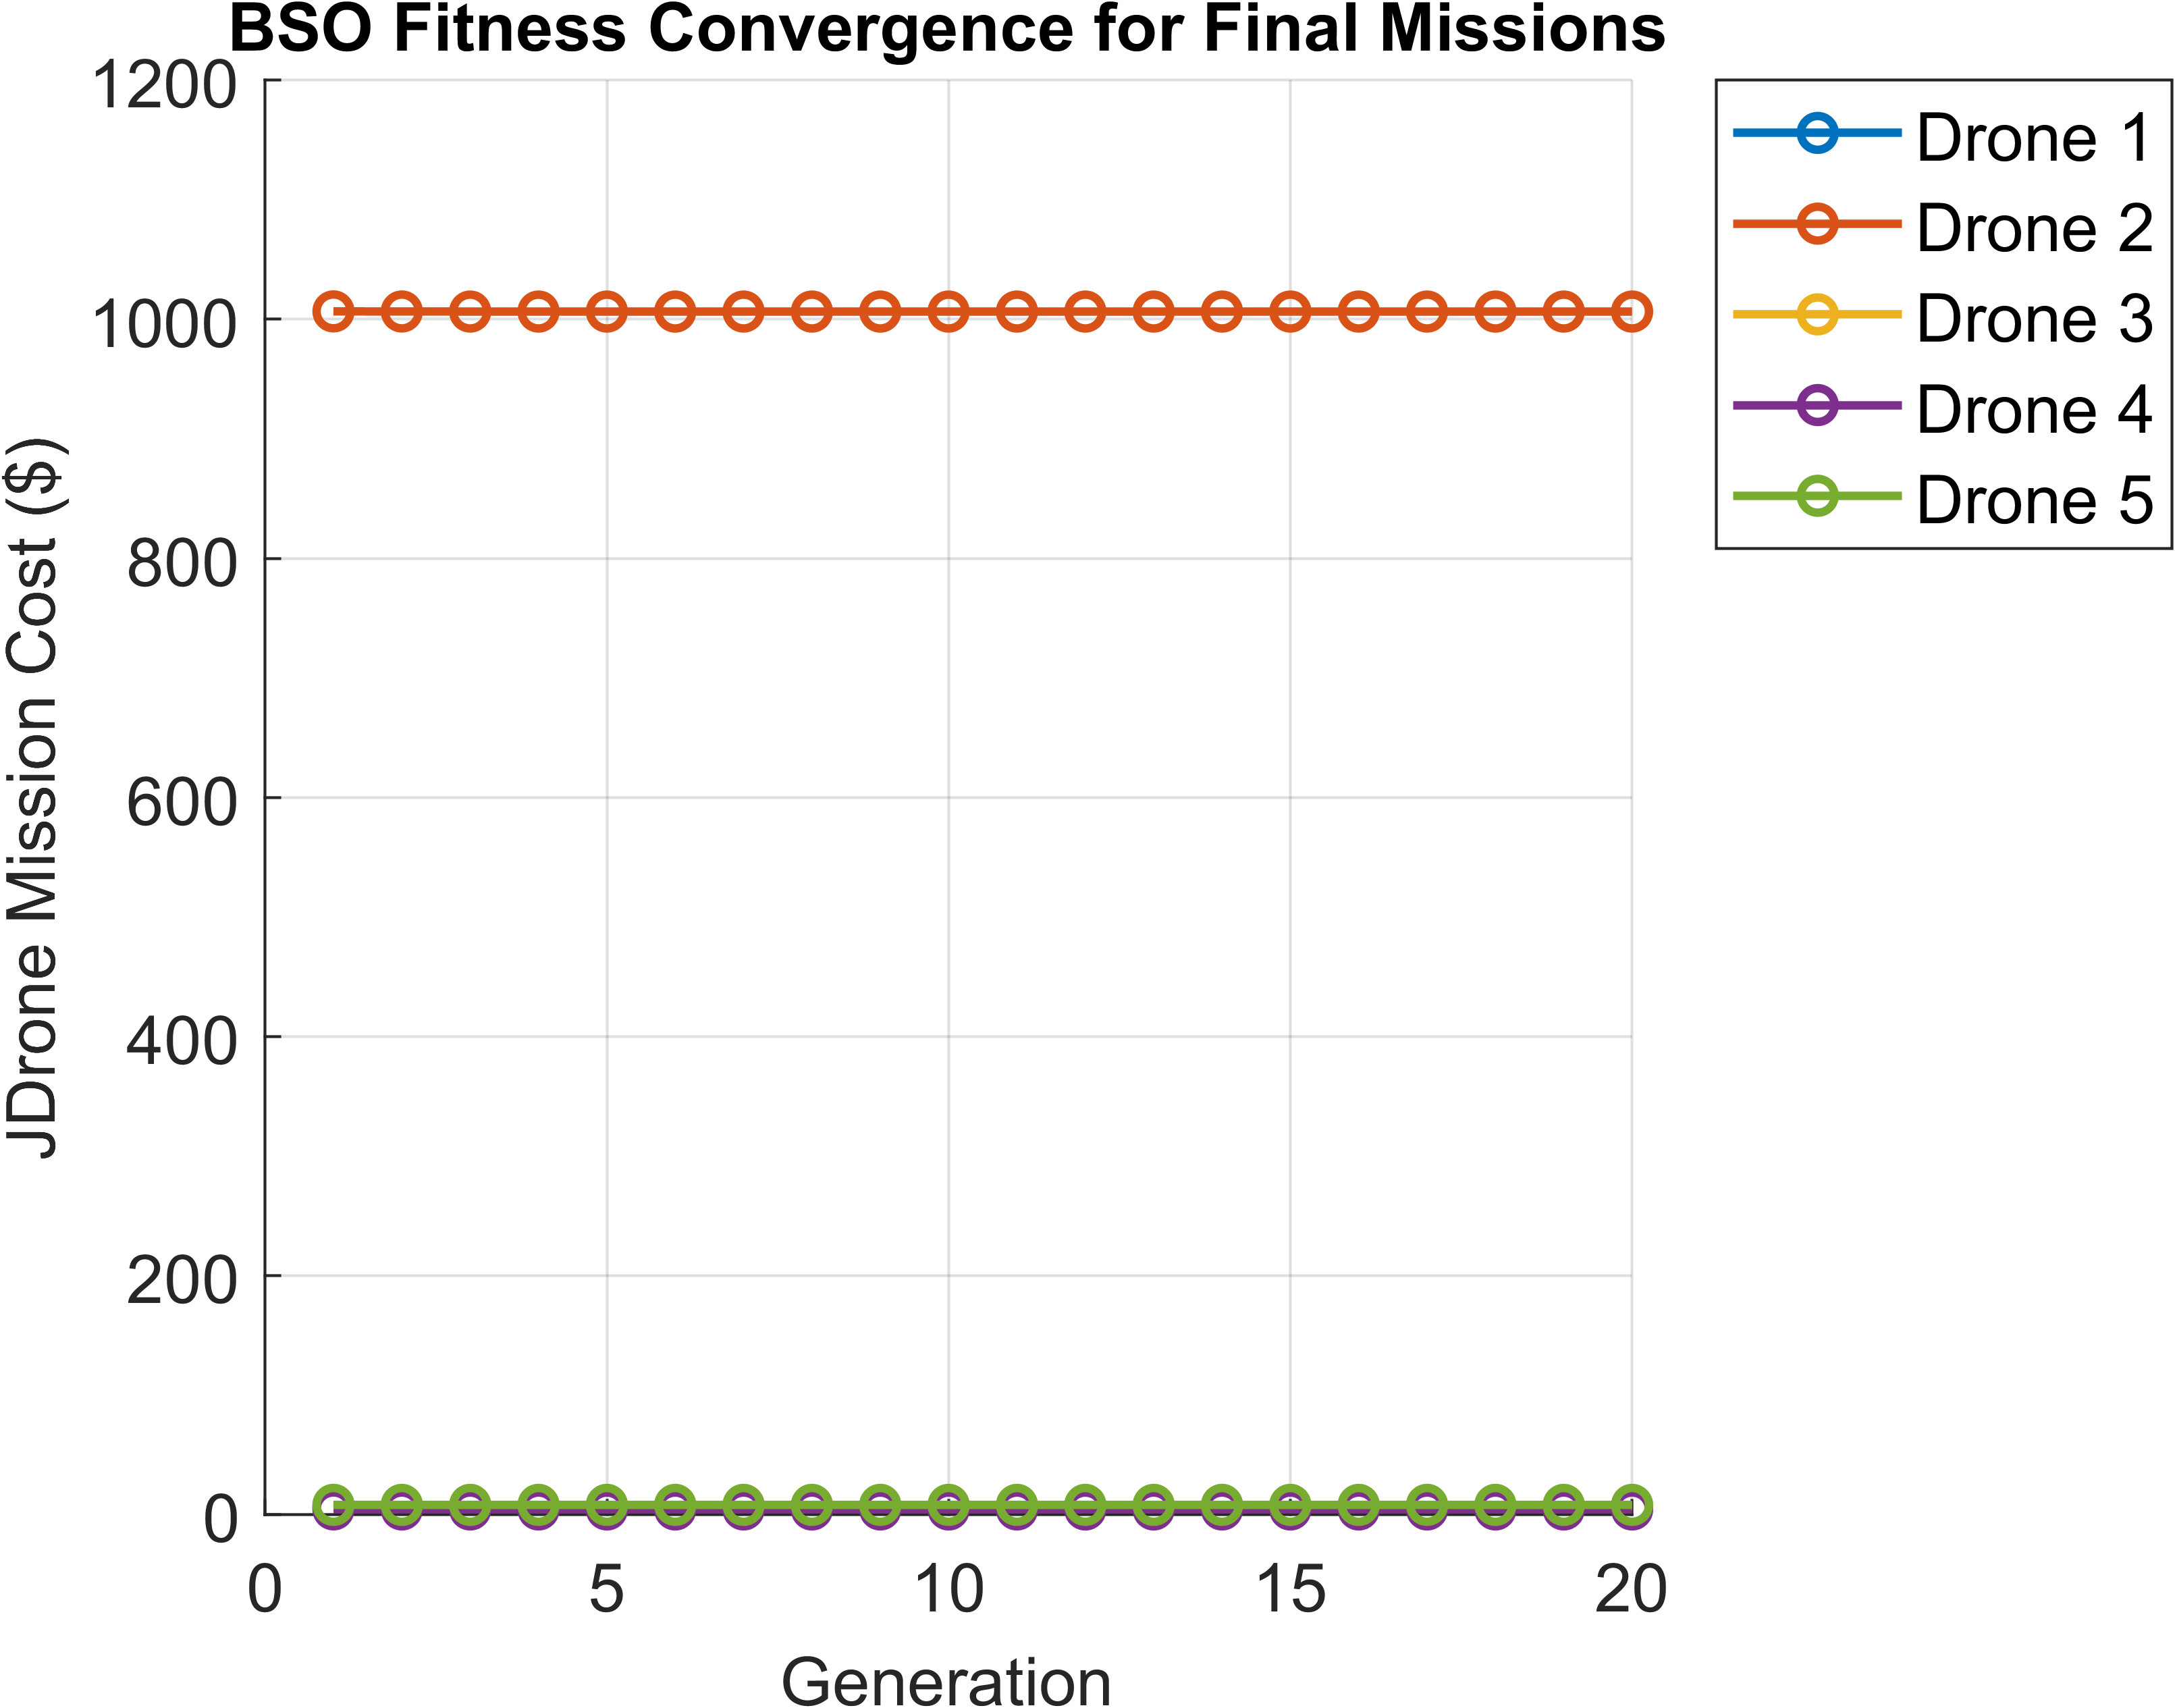 BSO Fitness Convergence for Final Missions
1200
1000
800
600
400
200
0
JDrone Mission Cost ($)
0 5 10 15 20
Generation
Drone 1
Drone 2
Drone 3
Drone 4
Drone 5